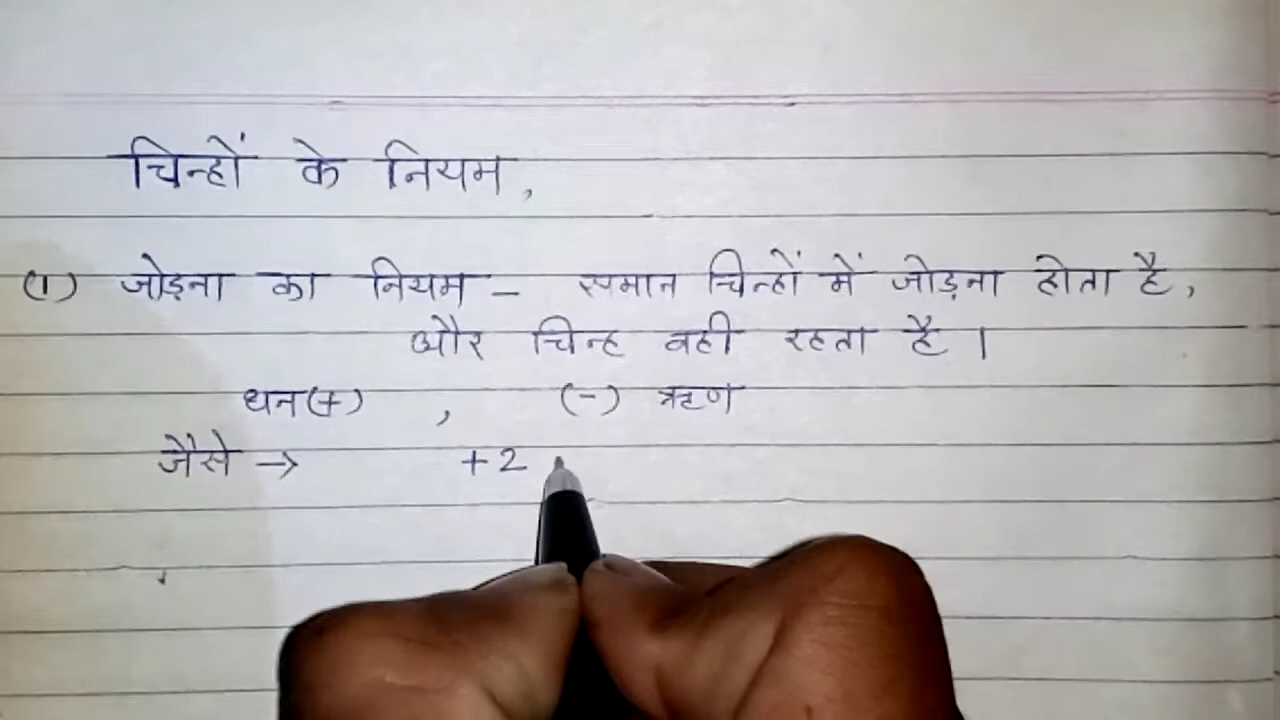 चिन्हों के नियम,
(1) जोड़ना का नियम - समान चिन्हों में जोड़ना होता है,
और चिन्ह वही रहता है।
धन(+) , (-) ऋण
जैसे → +2